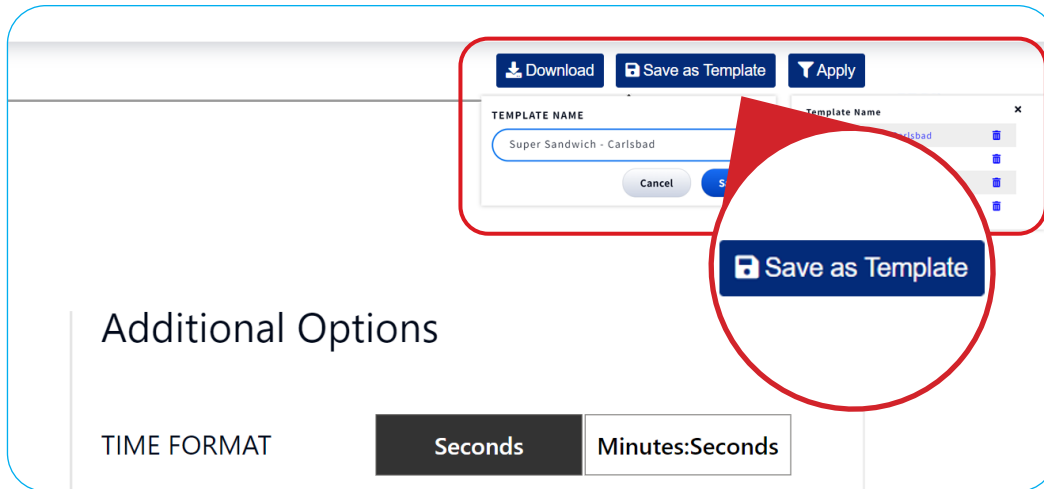 Download Save as Template Apply
TEMPLATE NAME
Super Sandwich - Carlsbad
Cancel
Template Name ×
Save as Template
Additional Options
TIME FORMAT Seconds Minutes:Seconds